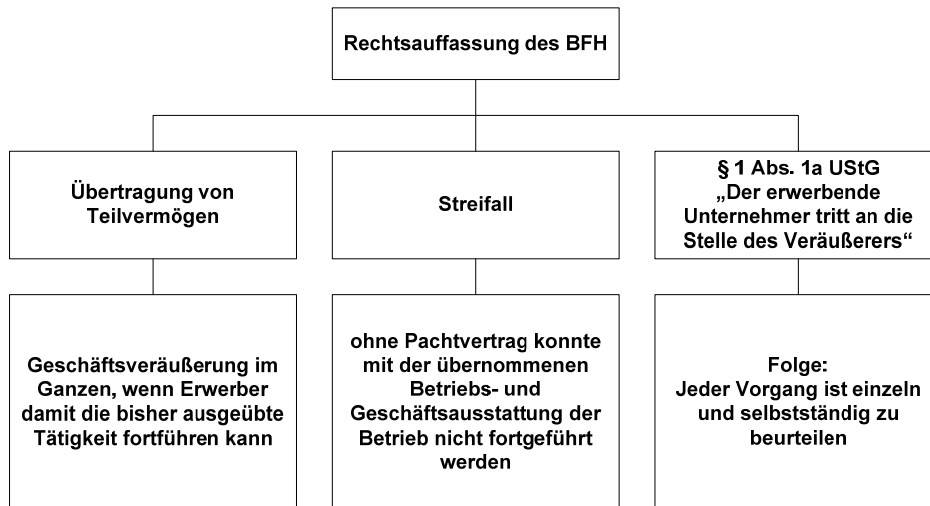 Rechtsauffassung des BFH
Übertragung von
Teilvermögen
Streifall
§ 1 Abs. 1a UStG
„Der erwerbende
Unternehmer tritt an die
Stelle des Veräußerers“
Geschäftsveräußerung im
Ganzen, wenn Erwerber
damit die bisher ausgeübte
Tätigkeit fortführen kann
ohne Pachtvertrag konnte
mit der übernommenen
Betriebs- und
Geschäftsausstattung der
Betrieb nicht fortgeführt
werden
Folge:
Jeder Vorgang ist einzeln
und selbstständig zu
beurteilen